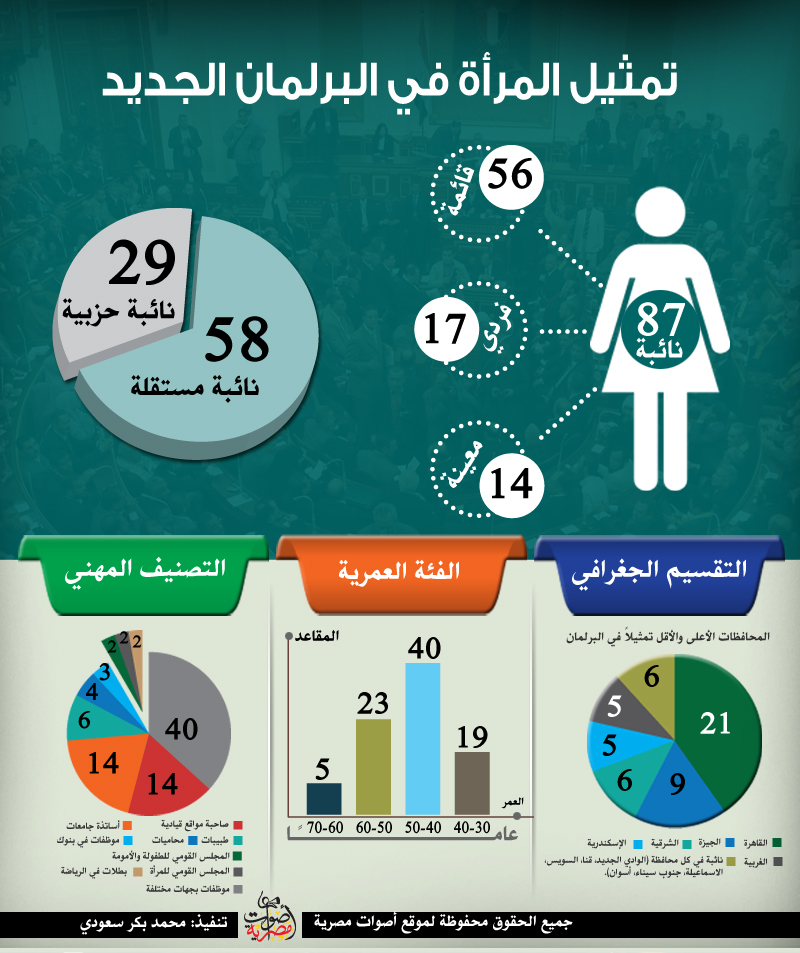 تمثيل المرأة في البرلمان الجديد
56
قائمة
17
فردي
14
معينة
87
نائبة
29
نائبة حزبية
58
نائبة مستقلة
التقسيم الجغرافي
المحافظات الأعلى والأقل تمثيلاً في البرلمان
21
9
6
5
5
6
القاهرة
الجيزة
الشرقية
الإسكندرية
الغربية
نائبة في كل محافظة (الوادي الجديد، قنا، السويس،
الاسماعيلة، جنوب سيناء، أسوان).
الفئة العمرية
المقاعد
5
23
40
19
العمر
70-60
60-50
50-40
40-30
عامـــــاً
التصنيف المهني
40
14
14
6
4
3
2
2
2
صاحبة مواقع قيادية
أساتذة جامعات
طبيبات
محاميات
موظفات في بنوك
المجلس القومي للطفولة والأمومة
المجلس القومي للمرأة
بطلات في الرياضة
موظفات بجهات مختلفة
جميع الحقوق محفوظة لموقع أصوات مصرية
أصوات مصرية
تنفيذ: محمد بكر سعودي